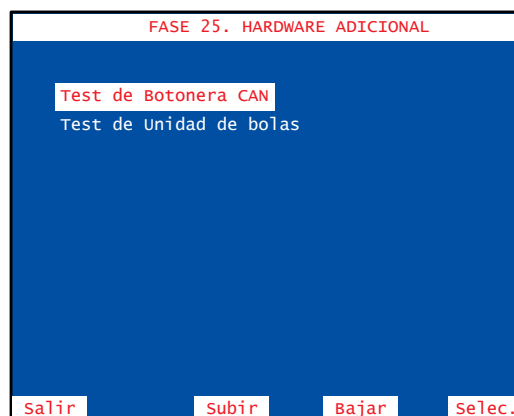 FASE 25. HARDWARE ADICIONAL
Test de Botonera CAN
Test de Unidad de bolas
Salir Subir Bajar Selec.